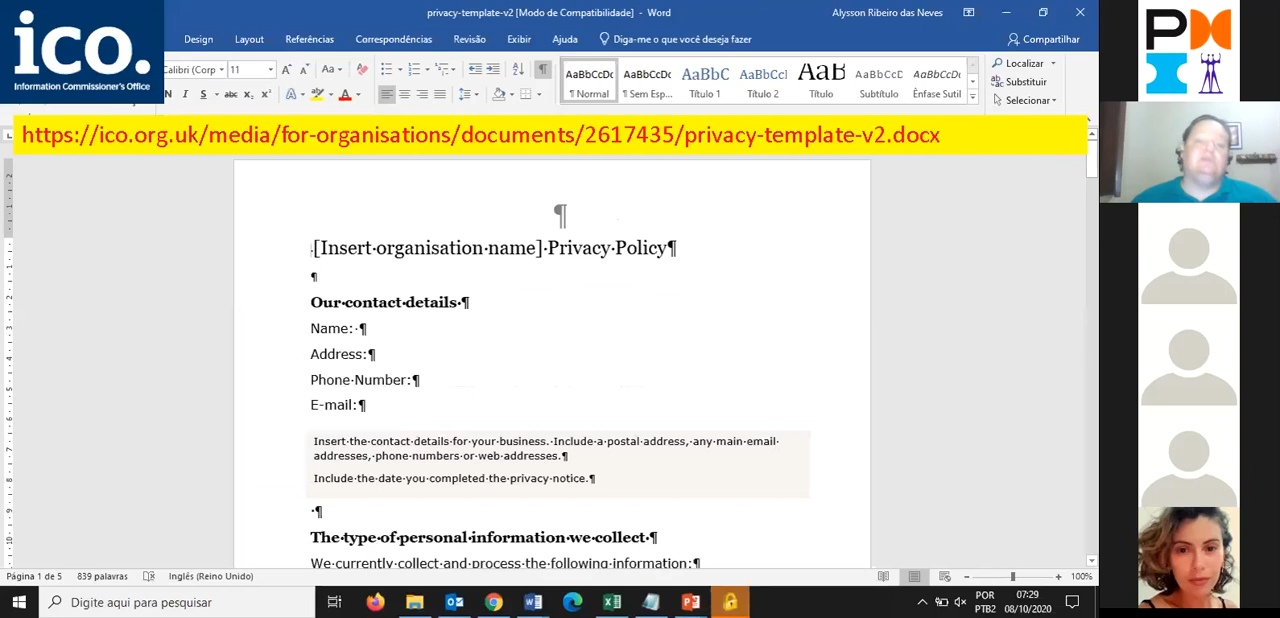 ico.
Information Commissioner's Office
privacy-template-v2 [Modo de Compatibilidade] - Word
Alysson Ribeiro das Neves
Design
Layout
Referências
Correspondências
Revisão
Exibir
Ajuda
Diga-me o que você deseja fazer
Compartilhar
Calibri (Corp
11
Aa
AaBbCcDc
AaBbCcDc
AaBbC
AaBbCcI
AaB
AaBbCcD
AaBbCcDc
¶ Normal
¶ Sem Esp...
Título 1
Título 2
Título
Subtítulo
Ênfase Sutil
Localizar
Substituir
Selecionar
N I S abc x₂ x²
https://ico.org.uk/media/for-organisations/documents/2617435/privacy-template-v2.docx
¶
[Insert·organisation·name]·Privacy·Policy¶
¶
Our·contact·details·¶
Name:·¶
Address:¶
Phone·Number:¶
E-mail:¶
Insert·the·contact·details·for·your·business.·Include·a·postal·address,·any·main·email·
addresses,·phone·numbers·or·web·addresses.¶
Include·the·date·you·completed·the·privacy·notice.¶
·¶
The·type·of·personal·information·we·collect·¶
We·currently·collect·and·process·the·following·information:¶
Página 1 de 5
839 palavras
Inglês (Reino Unido)
100%
Digite aqui para pesquisar
POR
PTB2
07:29
08/10/2020